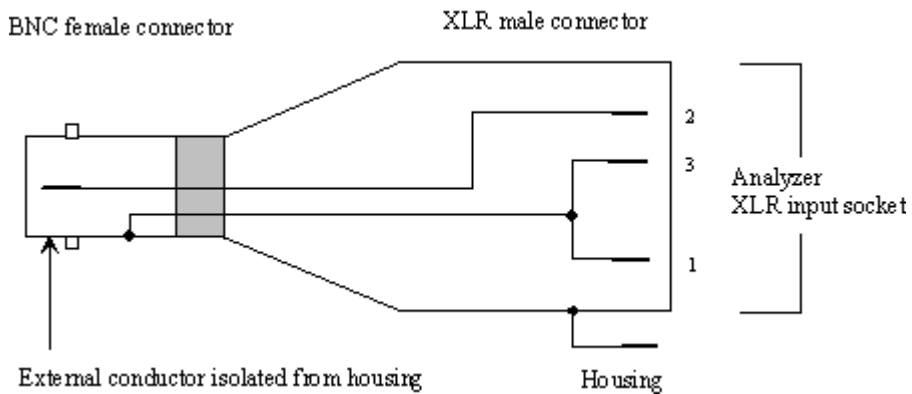 BNC female connector
XLR male connector
2
3
Analyzer
XLR input socket
1
External conductor isolated from housing
Housing